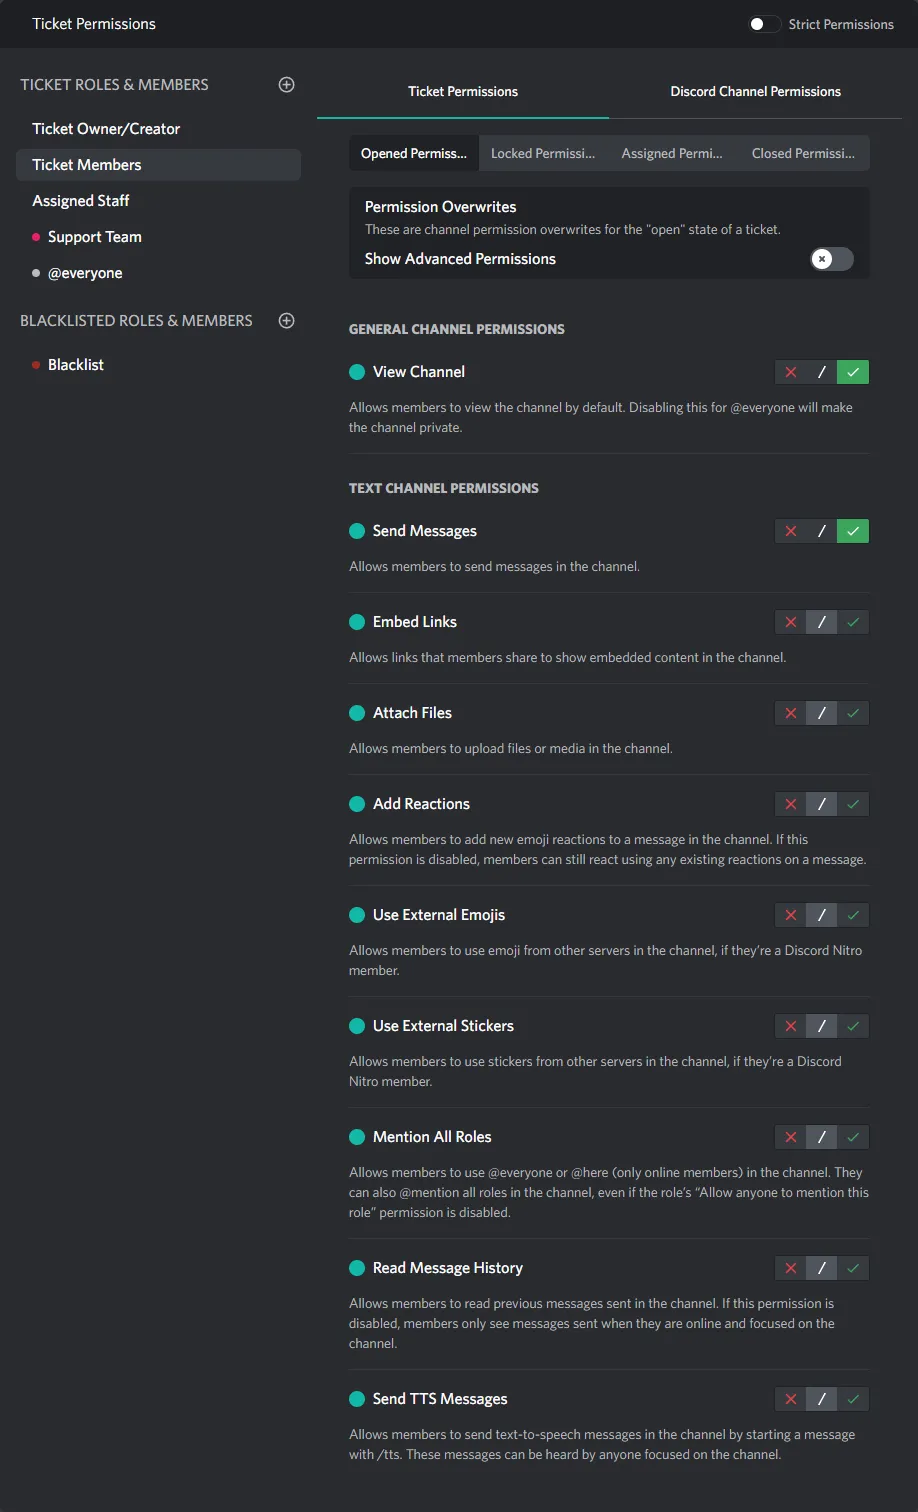 Ticket Permissions
Strict Permissions
TICKET ROLES & MEMBERS
Ticket Owner/Creator
Ticket Members
Assigned Staff
Support Team
@everyone
BLACKLISTED ROLES & MEMBERS
Blacklist
Ticket Permissions
Discord Channel Permissions
Opened Permiss...
Locked Permissi...
Assigned Permi...
Closed Permissi...
Permission Overwrites
These are channel permission overwrites for the "open" state of a ticket.
Show Advanced Permissions
GENERAL CHANNEL PERMISSIONS
View Channel
Allows members to view the channel by default. Disabling this for @everyone will make
the channel private.
TEXT CHANNEL PERMISSIONS
Send Messages
Allows members to send messages in the channel.
Embed Links
Allows links that members share to show embedded content in the channel.
Attach Files
Allows members to upload files or media in the channel.
Add Reactions
Allows members to add new emoji reactions to a message in the channel. If this
permission is disabled, members can still react using any existing reactions on a message.
Use External Emojis
Allows members to use emoji from other servers in the channel, if they’re a Discord Nitro
member.
Use External Stickers
Allows members to use stickers from other servers in the channel, if they’re a Discord
Nitro member.
Mention All Roles
Allows members to use @everyone or @here (only online members) in the channel. They
can also @mention all roles in the channel, even if the role’s “Allow anyone to mention this
role” permission is disabled.
Read Message History
Allows members to read previous messages sent in the channel. If this permission is
disabled, members only see messages sent when they are online and focused on the
channel.
Send TTS Messages
Allows members to send text-to-speech messages in the channel by starting a message
with /tts. These messages can be heard by anyone focused on the channel.